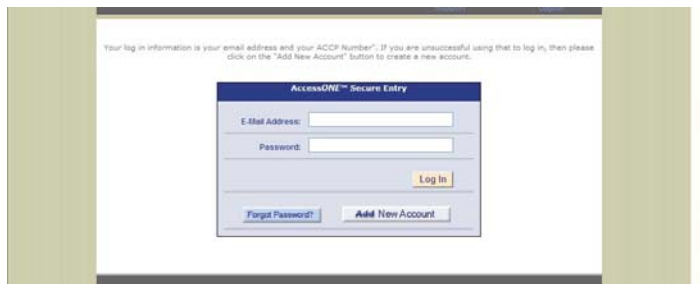 Your log in information is your email address and your ACCP Number". If you are unsuccessful using that to log in, then please
click on the "Add New Account" button to create a new account.
AccessONE™ Secure Entry
E-Mail Address:
Password:
Log In
Forgot Password?
Add New Account